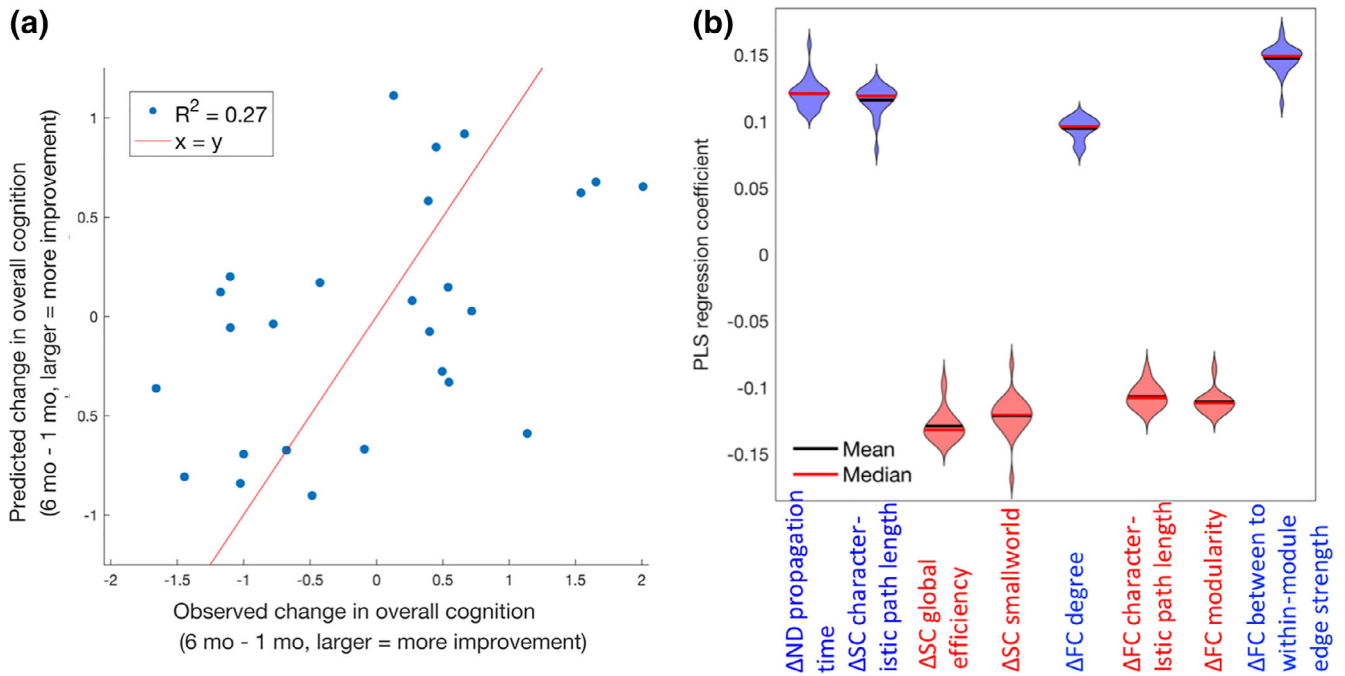 (a)
R² = 0.27
x = y
Predicted change in overall cognition
(6 mo - 1 mo, larger = more improvement)
1
0.5
0
0.5
-1
-2
-1.5
-1
-0.5
0
0.5
1
1.5
2
Observed change in overall cognition
(6 mo - 1 mo, larger = more improvement)
(b)
PLS regression coefficient
0.15
0.1
0.05
0
-0.05
-0.1
-0.15
Mean
Median
ΔND propagation
time
ΔSC character-
istic path length
ΔSC global
efficiency
ΔSC smallworld
ΔFC degree
ΔFC character-
Istic path length
ΔFC modularity
ΔFC between to
within-module
edge strength